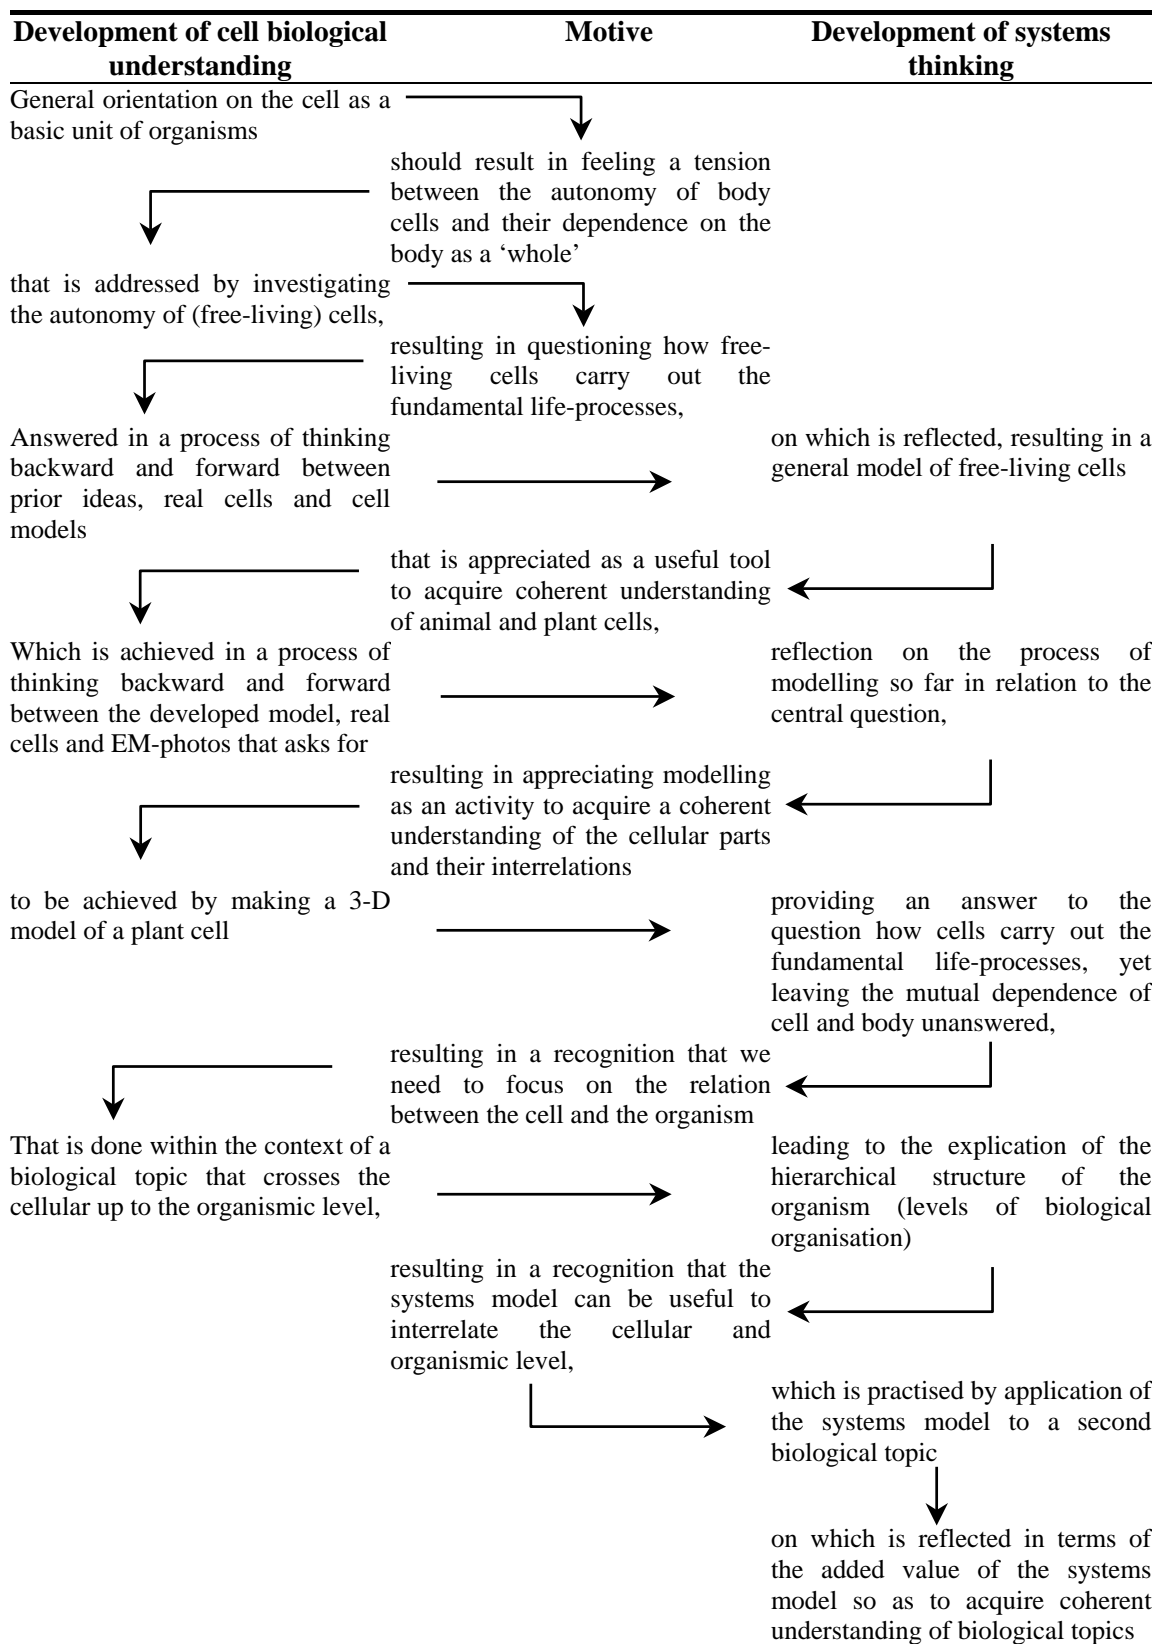 Development of cell biological
understanding
Motive
Development of systems
thinking
General orientation on the cell as a
basic unit of organisms
should result in feeling a tension
between the autonomy of body
cells and their dependence on the
body as a ‘whole’
that is addressed by investigating
the autonomy of (free-living) cells,
resulting in questioning how free-
living cells carry out the
fundamental life-processes,
Answered in a process of thinking
backward and forward between
prior ideas, real cells and cell
models
on which is reflected, resulting in a
general model of free-living cells
that is appreciated as a useful tool
to acquire coherent understanding
of animal and plant cells,
Which is achieved in a process of
thinking backward and forward
between the developed model, real
cells and EM-photos that asks for
reflection on the process of
modelling so far in relation to the
central question,
resulting in appreciating modelling
as an activity to acquire a coherent
understanding of the cellular parts
and their interrelations
to be achieved by making a 3-D
model of a plant cell
providing an answer to the
question how cells carry out the
fundamental life-processes, yet
leaving the mutual dependence of
cell and body unanswered,
resulting in a recognition that we
need to focus on the relation
between the cell and the organism
That is done within the context of a
biological topic that crosses the
cellular up to the organismic level,
leading to the explication of the
hierarchical structure of the
organism (levels of biological
organisation)
resulting in a recognition that the
systems model can be useful to
interrelate the cellular and
organismic level,
which is practised by application of
the systems model to a second
biological topic
on which is reflected in terms of
the added value of the systems
model so as to acquire coherent
understanding of biological topics